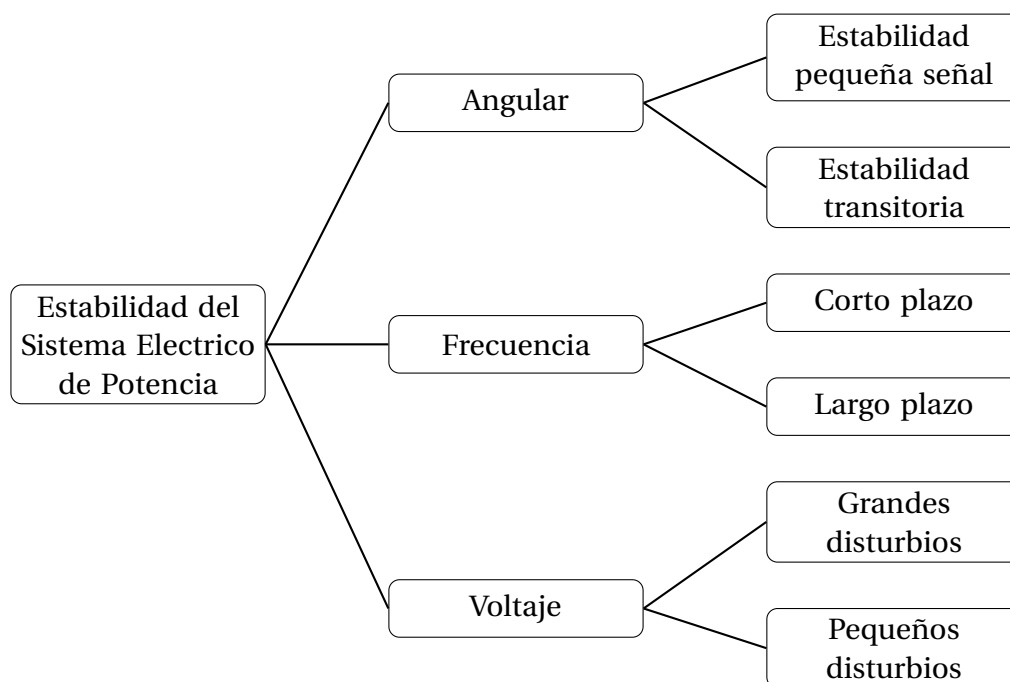 Estabilidad del
Sistema Electrico
de Potencia
Angular
Estabilidad
pequeña señal
Estabilidad
transitoria
Frecuencia
Corto plazo
Largo plazo
Voltaje
Grandes
disturbios
Pequeños
disturbios